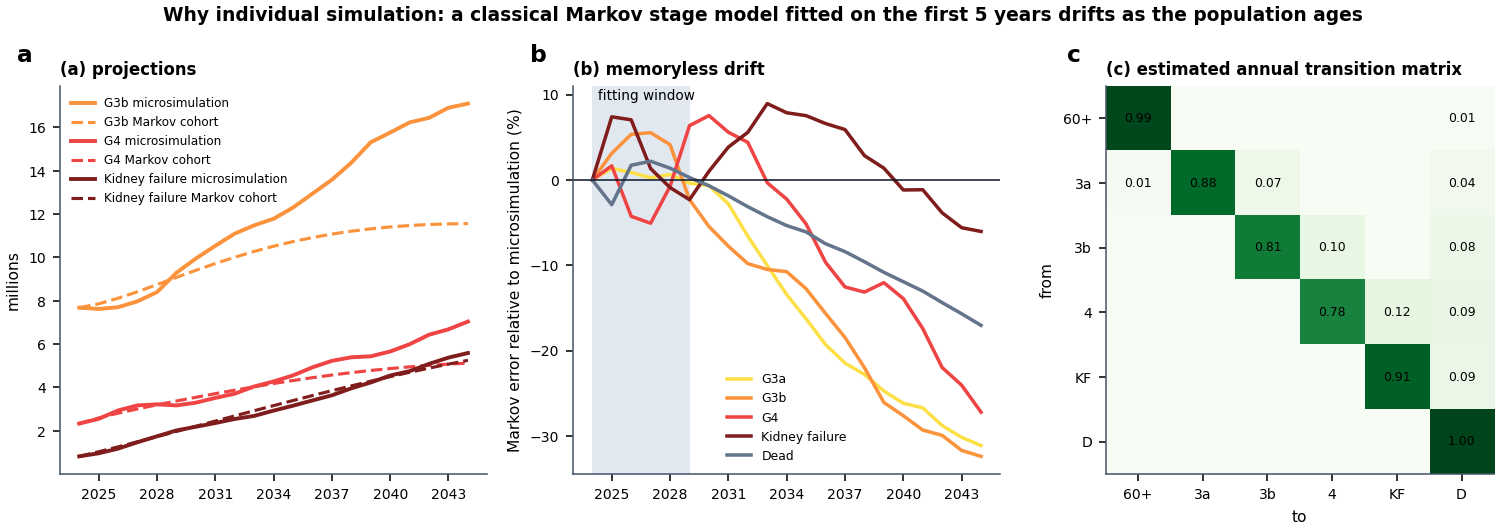 Why individual simulation: a classical Markov stage model fitted on the first 5 years drifts as the population ages
a
(a) projections
G3b microsimulation
G3b Markov cohort
G4 microsimulation
G4 Markov cohort
Kidney failure microsimulation
Kidney failure Markov cohort
millions
16
14
12
10
8
6
4
2
2025 2028 2031 2034 2037 2040 2043
b
(b) memoryless drift
fitting window
Markov error relative to microsimulation (%)
10
0
−10
−20
−30
G3a
G3b
G4
Kidney failure
Dead
2025 2028 2031 2034 2037 2040 2043
c
(c) estimated annual transition matrix
from
60+ 0.99 0.01
3a 0.01 0.88 0.07 0.04
3b 0.81 0.10 0.08
4 0.78 0.12 0.09
KF 0.91 0.09
D 1.00
60+ 3a 3b 4 KF D
to